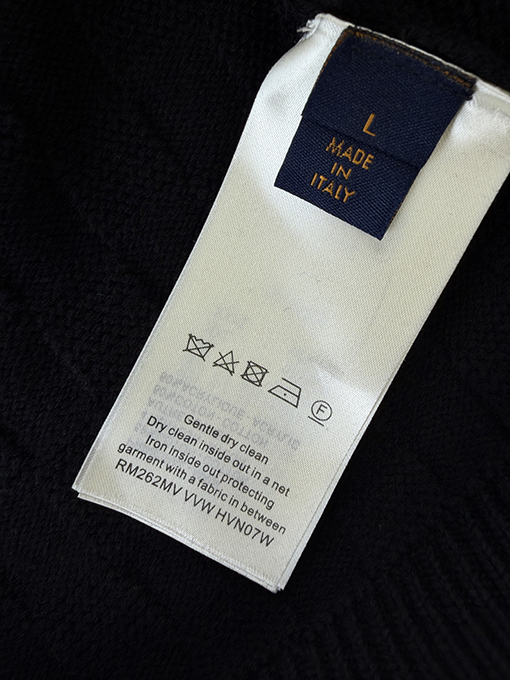 L
MADE
IN
ITALY
F
Gentle dry clean
Dry clean inside out in a net
Iron inside out protecting
garment with a fabric in between
RM262MV VVW HVN07W